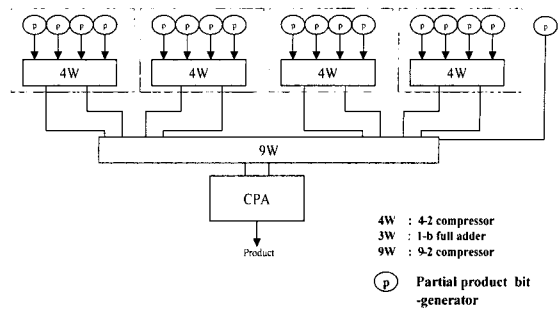 p p p p p p p p p p p p p p p p p
4W 4W 4W 4W
9W
CPA
Product
4W : 4-2 compressor
3W : 1-b full adder
9W : 9-2 compressor
p Partial product bit
-generator